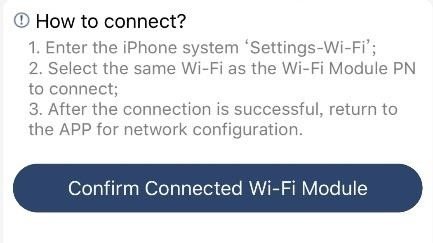 How to connect?
1. Enter the iPhone system ‘Settings-Wi-Fi’;
2. Select the same Wi-Fi as the Wi-Fi Module PN
to connect;
3. After the connection is successful, return to
the APP for network configuration.
Confirm Connected Wi-Fi Module